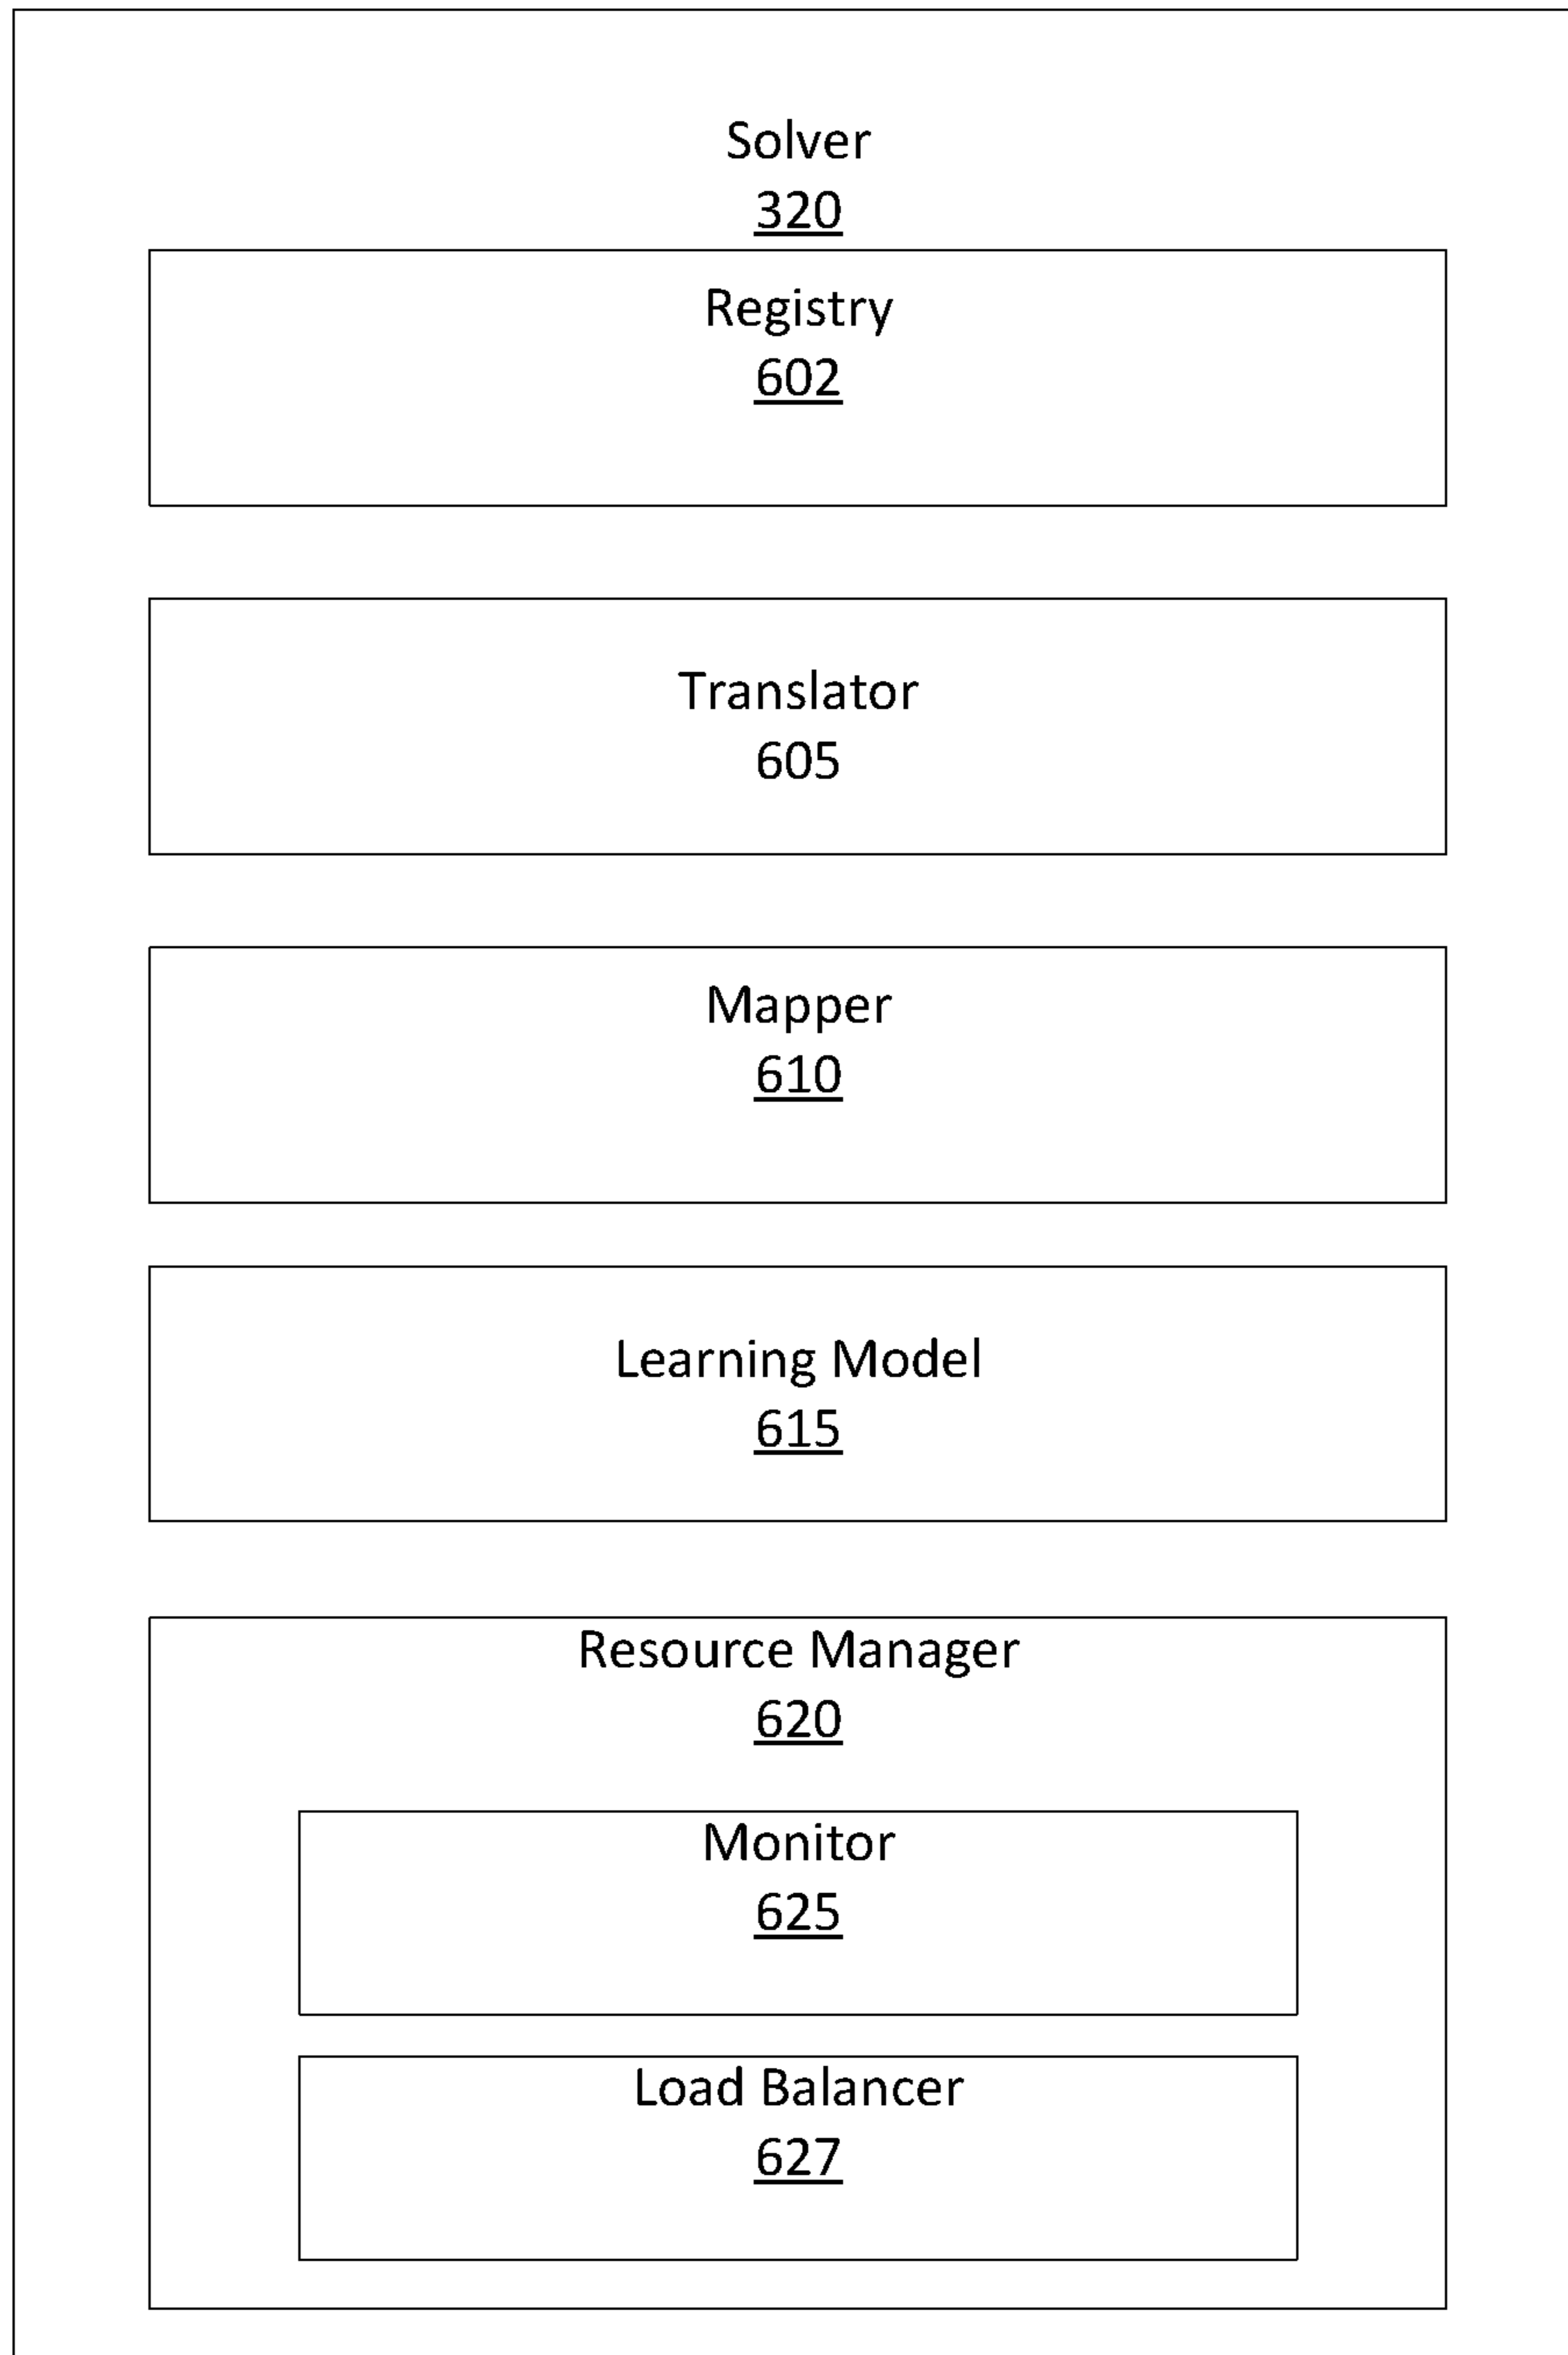 Solver
320
Registry
602
Translator
605
Mapper
610
Learning Model
615
Resource Manager
620
Monitor
625
Load Balancer
627